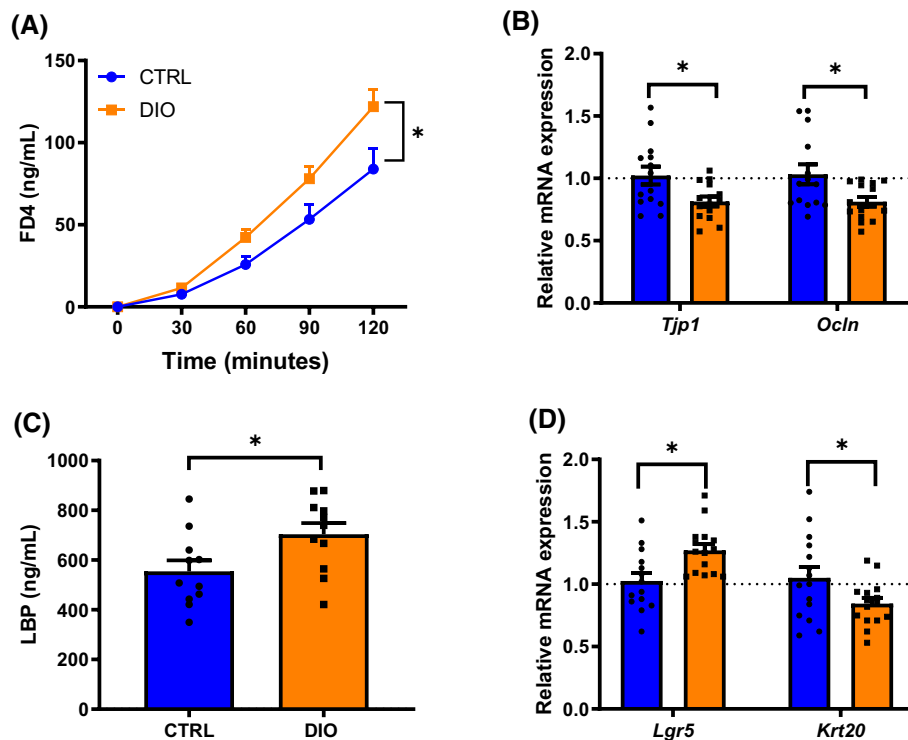 (A)
FD4 (ng/mL)
150
100
50
0
CTRL
DIO
*
0 30 60 90 120
Time (minutes)
(B)
Relative mRNA expression
2.0
1.5
1.0
0.5
0.0
* *
Tjp1 Ocln
(C)
LBP (ng/mL)
1000
800
600
400
200
0
*
CTRL DIO
(D)
Relative mRNA expression
2.0
1.5
1.0
0.5
0.0
* *
Lgr5 Krt20